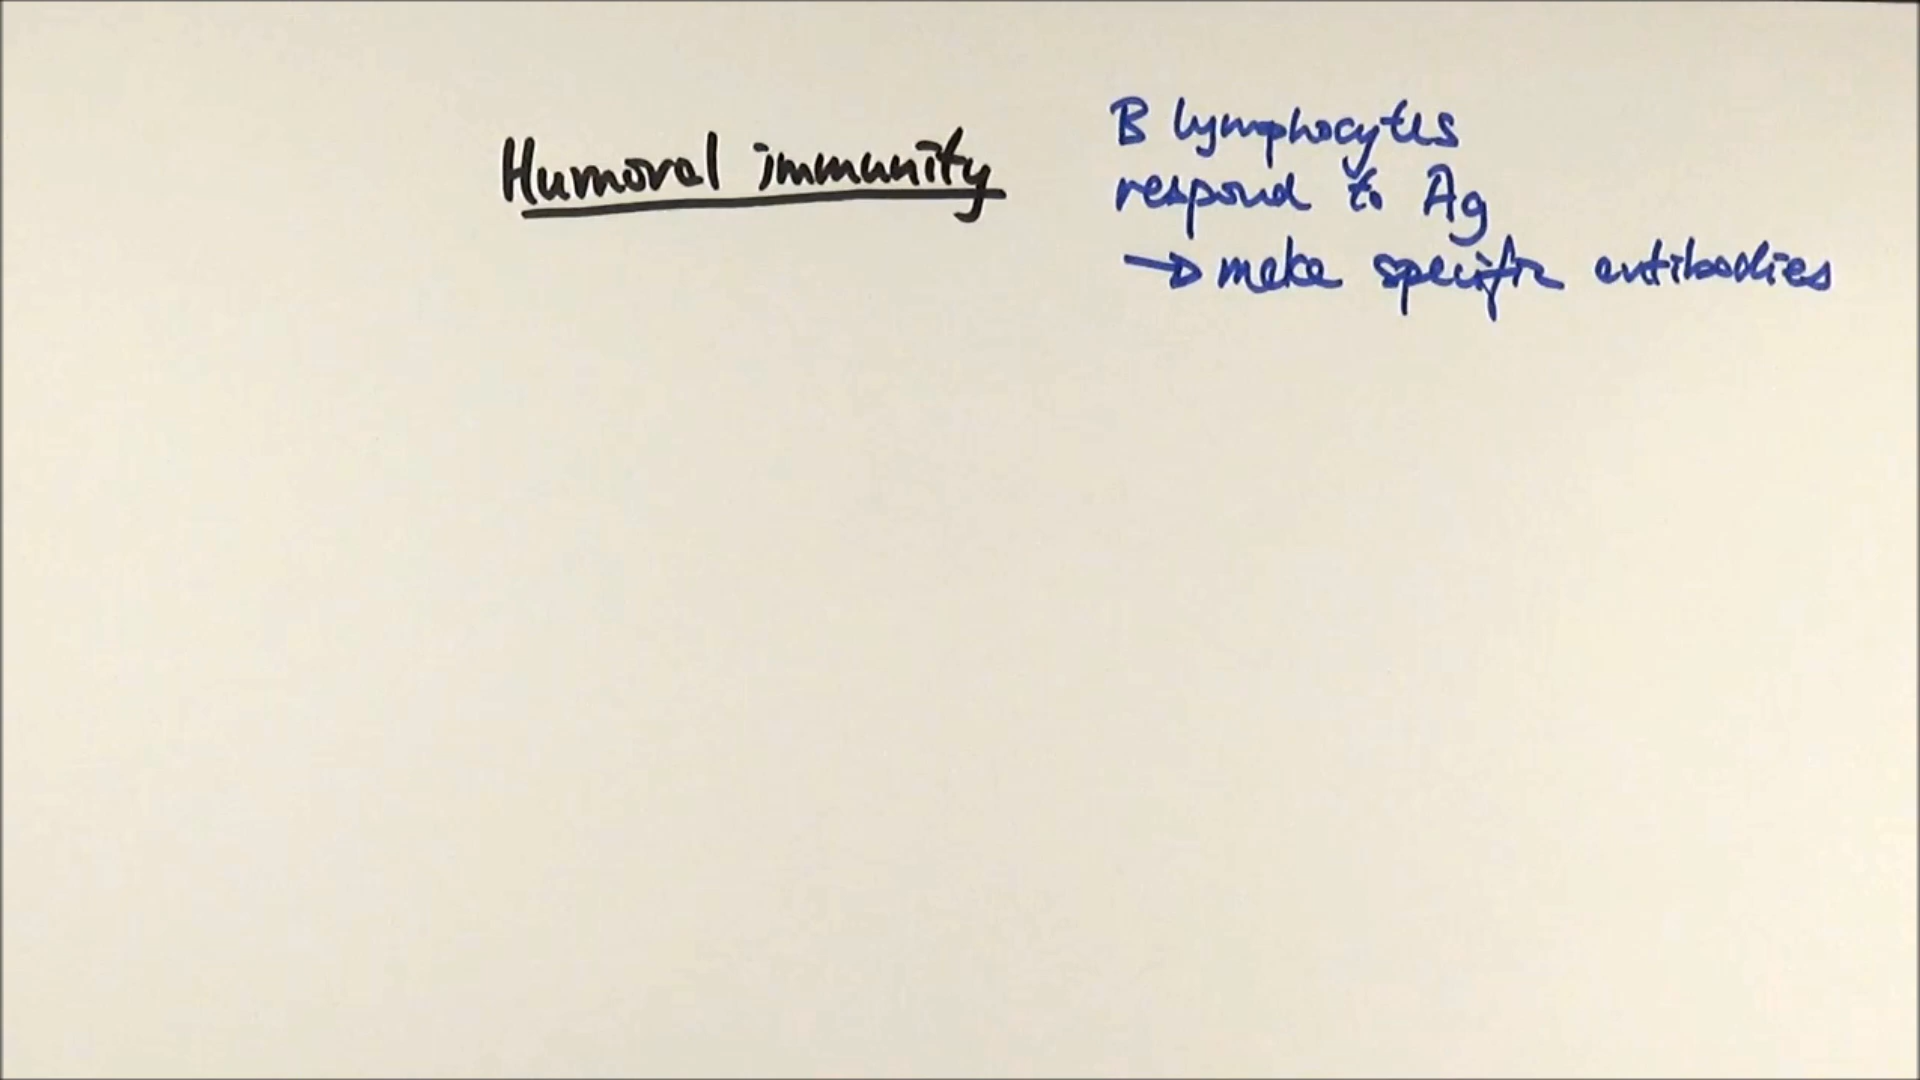 Humoral immunity
B lymphocytes
respond to Ag
→ make specific antibodies